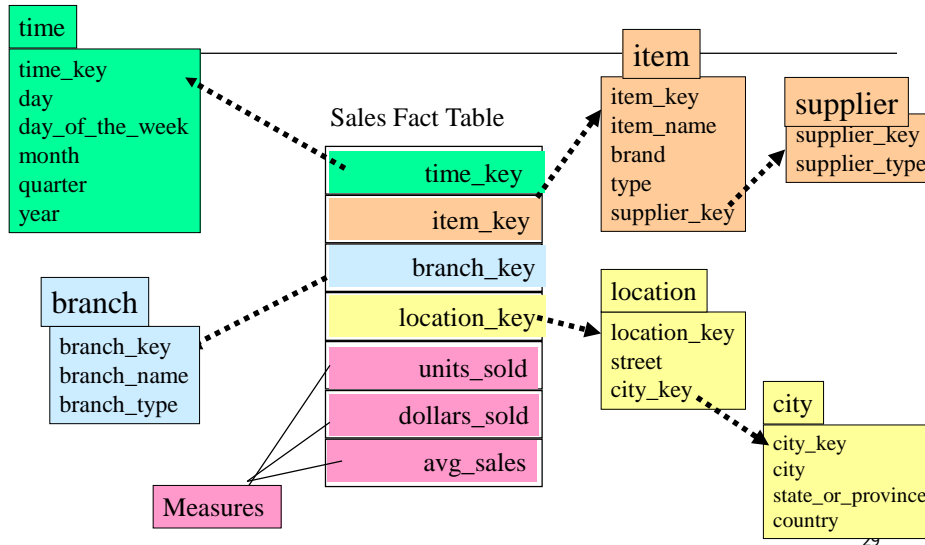 time
time_key
day
day_of_the_week
month
quarter
year
Sales Fact Table
time_key
item_key
branch_key
location_key
units_sold
dollars_sold
avg_sales
Measures
branch
branch_key
branch_name
branch_type
item
item_key
item_name
brand
type
supplier_key
supplier
supplier_key
supplier_type
location
location_key
street
city_key
city
city_key
city
state_or_province
country
29